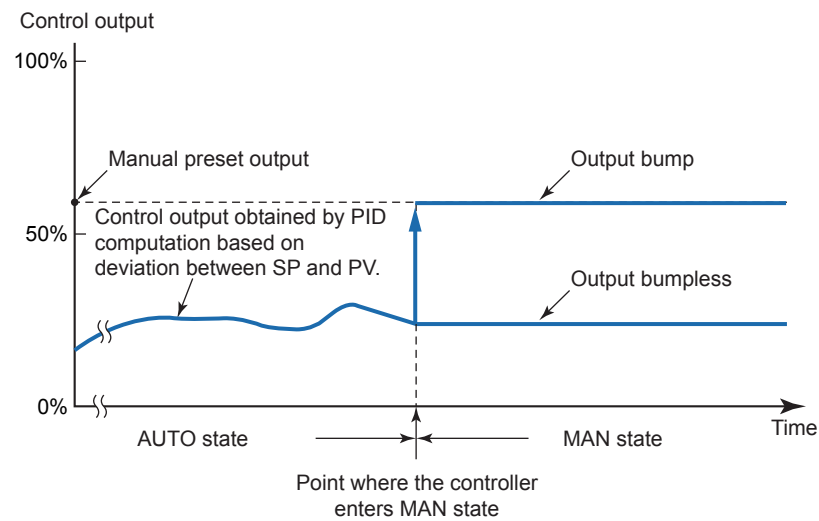 Control output
100%
Manual preset output
Output bump
Control output obtained by PID
computation based on
deviation between SP and PV.
50%
Output bumpless
0%
Time
AUTO state
MAN state
Point where the controller
enters MAN state